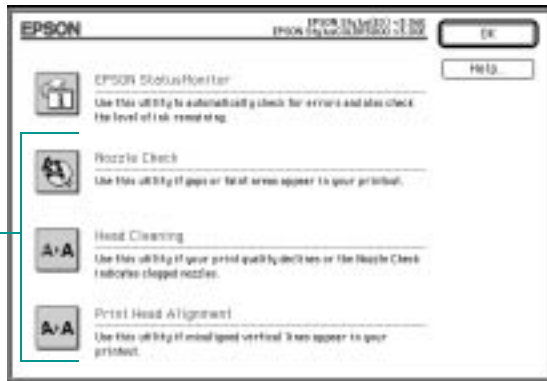 EPSON
OK
Help...
EPSON StatusMonitor
Use this utility to automatically check for errors and also check
the level of ink remaining.
Nozzle Check
Use this utility if gaps or faint areas appear in your printout.
Head Cleaning
Use this utility if your print quality declines or the Nozzle Check
indicates clogged nozzles.
Print Head Alignment
Use this utility if misaligned vertical lines appear in your
printout.